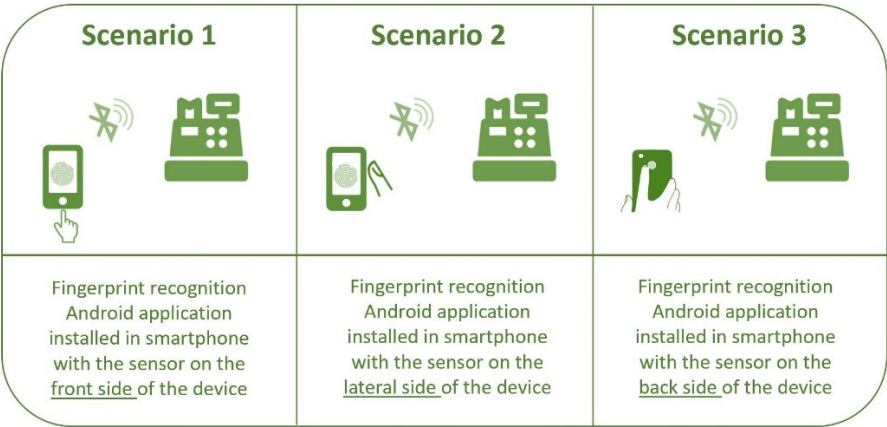 Scenario 1
Scenario 2
Scenario 3
Fingerprint recognition
Android application
installed in smartphone
with the sensor on the
front side of the device
Fingerprint recognition
Android application
installed in smartphone
with the sensor on the
lateral side of the device
Fingerprint recognition
Android application
installed in smartphone
with the sensor on the
back side of the device